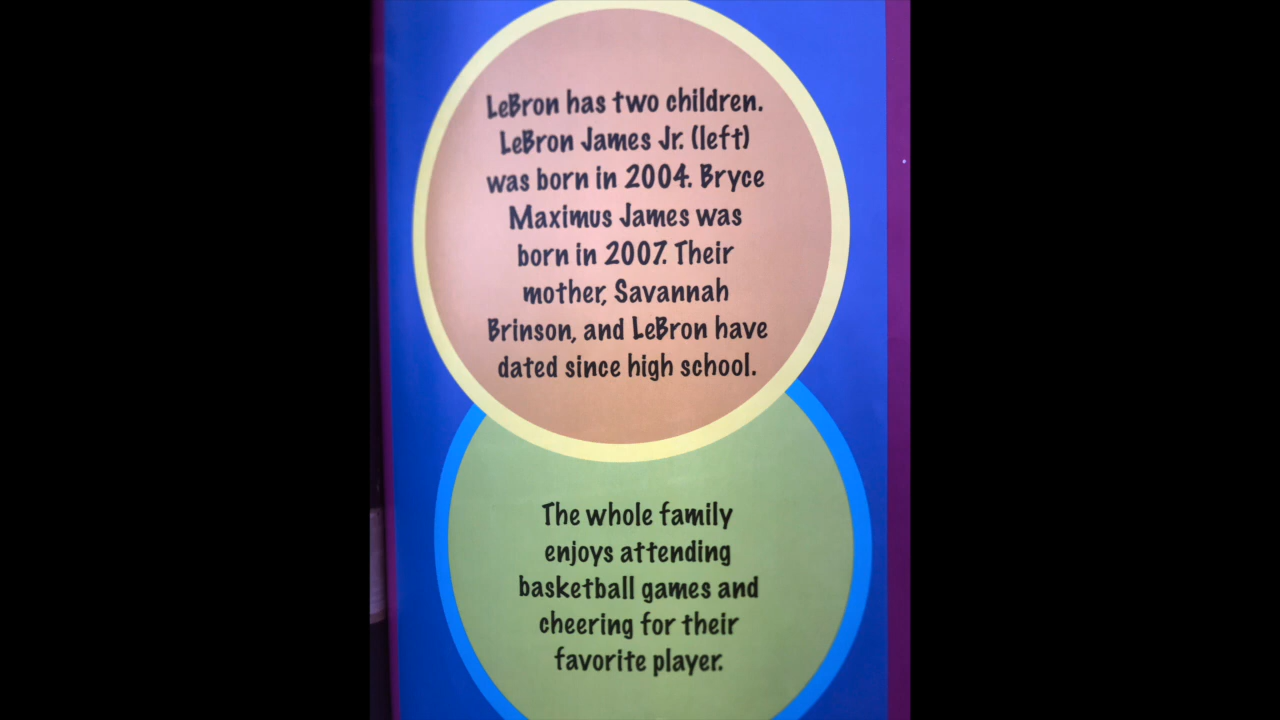 LeBron has two children.
LeBron James Jr. (left)
was born in 2004. Bryce
Maximus James was
born in 2007. Their
mother, Savannah
Brinson, and LeBron have
dated since high school.
The whole family
enjoys attending
basketball games and
cheering for their
favorite player.